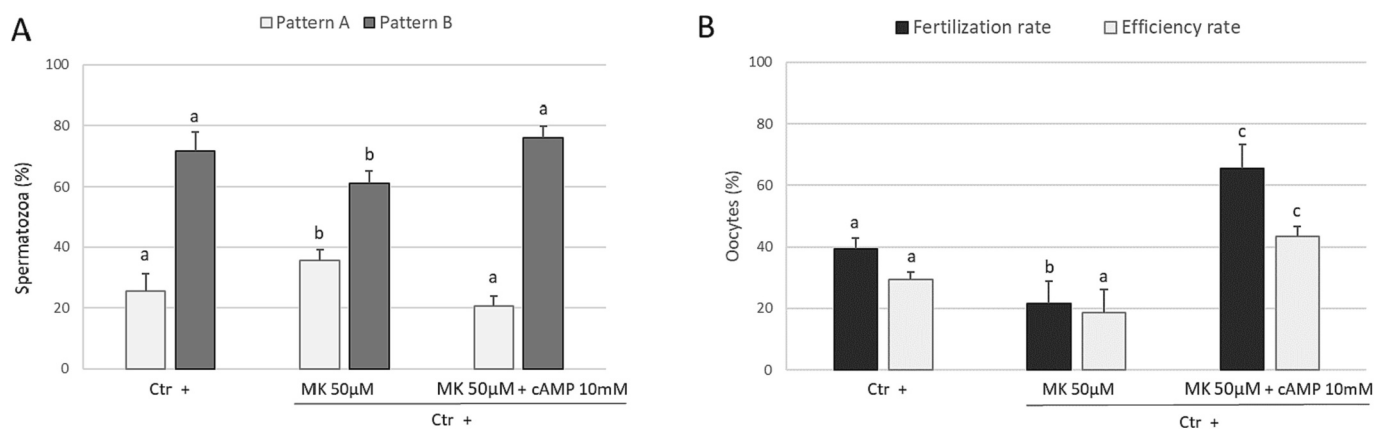 A
Pattern A Pattern B
Spermatozoa (%)
100
80
60
40
20
0
a
a
b
b
a
a
Ctr +
MK 50µM
MK 50µM + cAMP 10mM
Ctr +
B
Fertilization rate Efficiency rate
Oocytes (%)
100
80
60
40
20
0
a
a
b
a
c
c
Ctr +
MK 50µM
MK 50µM + cAMP 10mM
Ctr +